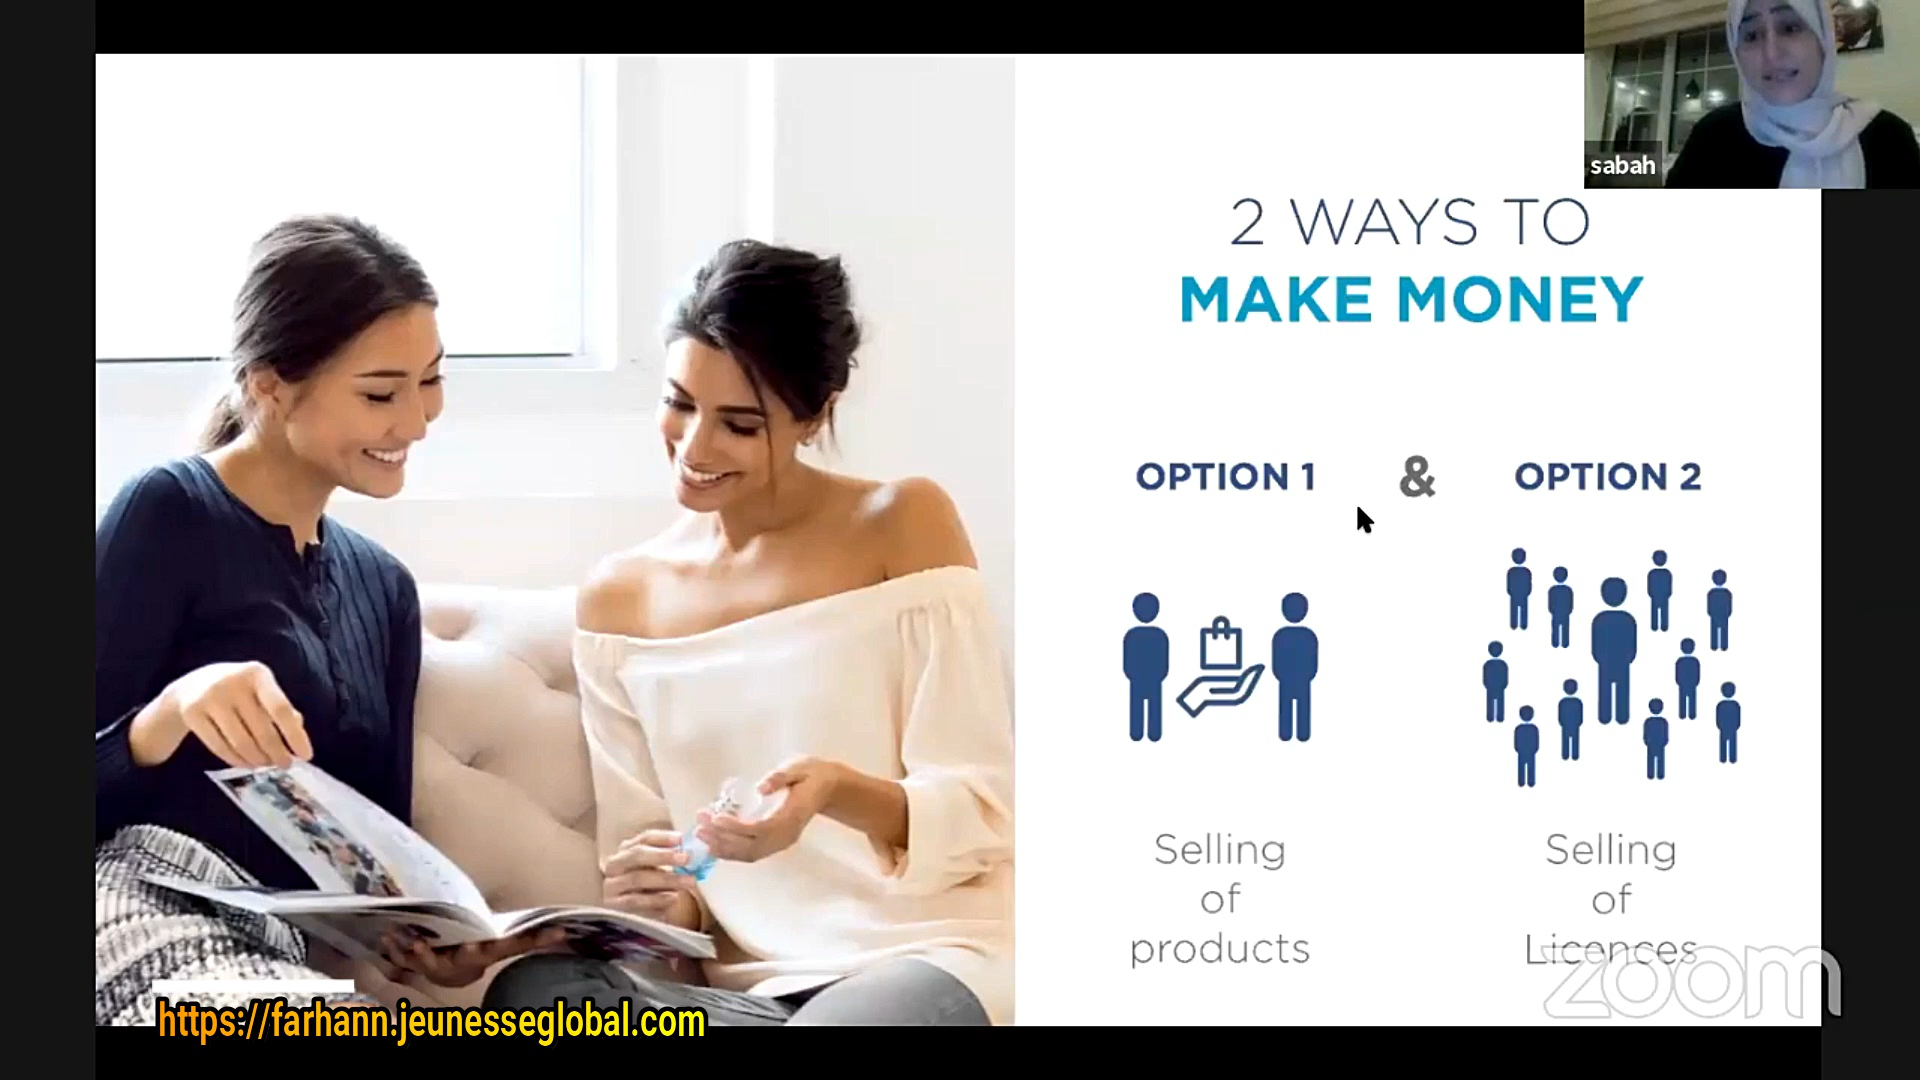 sabah
2 WAYS TO
MAKE MONEY
OPTION 1 & OPTION 2
Selling
of
products
Selling
of
Licences
zoom
https://farhann.jeunesseglobal.com